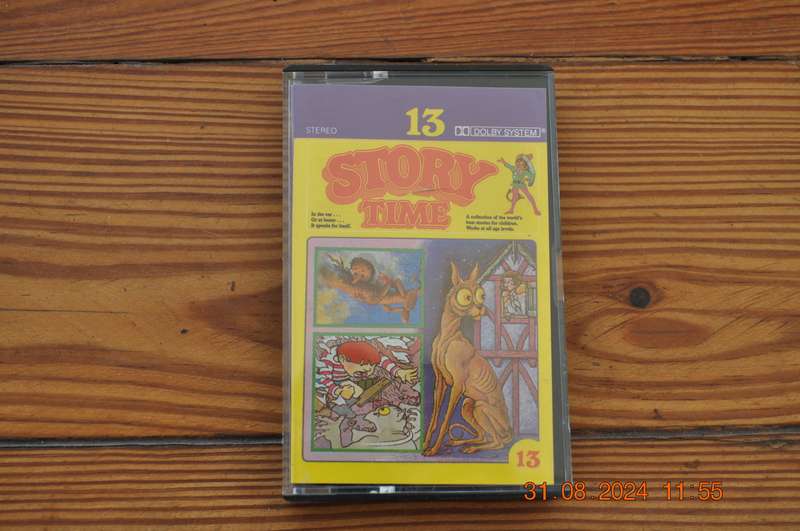 13
STEREO
DOLBY SYSTEM®
STORY
TIME
In the car . . .
Or at home . . .
It speaks for itself.
A collection of the world's
best stories for children.
Works at all age levels.
13
31.08.2024 11:55